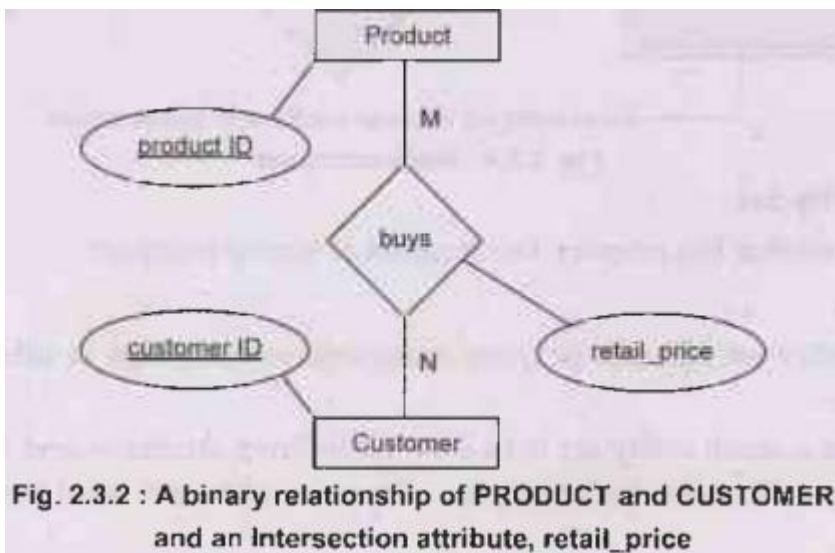 Product
M
product ID
buys
customer ID
N
retail_price
Customer
Fig. 2.3.2 : A binary relationship of PRODUCT and CUSTOMER
and an Intersection attribute, retail_price